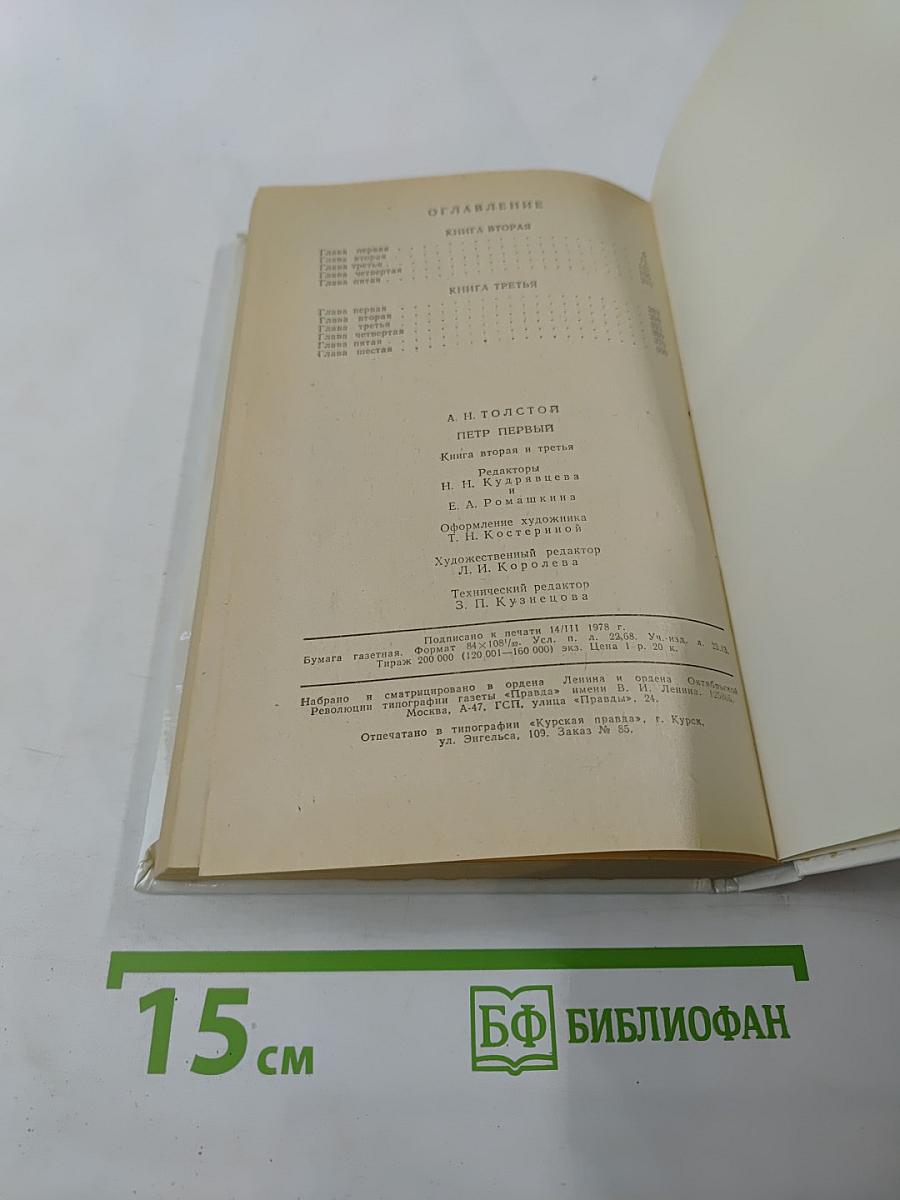 ОГЛАВЛЕНИЕ
КНИГА ВТОРАЯ
Глава первая
Глава вторая
Глава третья
Глава четвертая
Глава пятая
КНИГА ТРЕТЬЯ
Глава первая
Глава вторая
Глава третья
Глава четвертая
Глава пятая
Глава шестая
А. Н. ТОЛСТОЙ
ПЕТР ПЕРВЫЙ
Книга вторая и третья
Редакторы
Н. Н. Кудрявцева
и
Е. А. Ромашкина
Оформление художника
Т. Н. Костериной
Художественный редактор
Л. И. Королева
Технический редактор
З. П. Кузнецова
Подписано к печати 14/III 1978 г.
Бумага газетная. Формат 84×108¹/₃₂. Усл. п. л. 22,68. Уч.-изд. л.
Тираж 200 000 (120 001—160 000) экз. Цена 1 р. 20 к.
Набрано и сматрицировано в ордена Ленина и ордена Октябрьской
Революции типографии газеты «Правда» имени В. И. Ленина.
Москва, А-47, ГСП, улица «Правды», 24.
Отпечатано в типографии «Курская правда», г. Курск,
ул. Энгельса, 109. Заказ № 85.
15 см
БФ БИБЛИОФАН